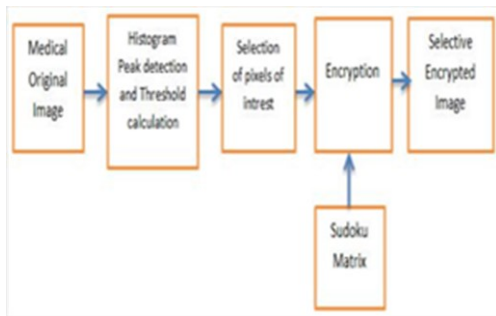 Medical
Original
Image
Histogram
Peak detection
and Threshold
calculation
Selection
of pixels of
intrest
Encryption
Selective
Encrypted
Image
Sudoku
Matrix